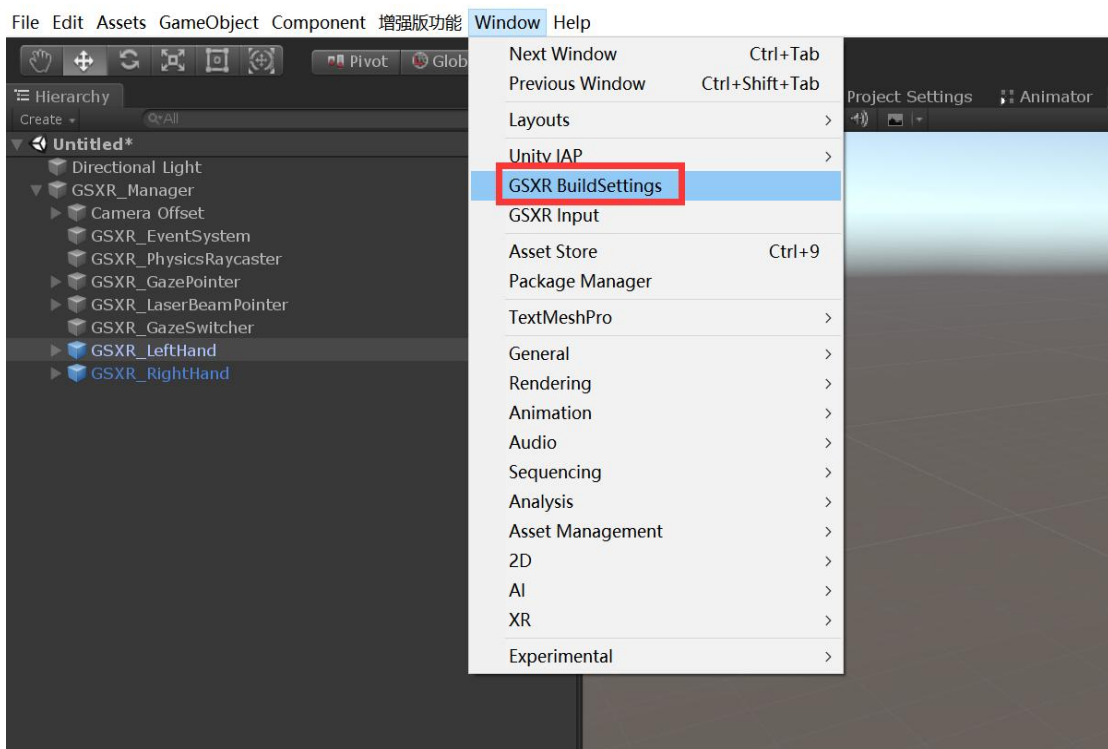 File Edit Assets GameObject Component 增强版功能 Window Help
Pivot Glob
Hierarchy
Create
All
Untitled*
Directional Light
GSXR_Manager
Camera Offset
GSXR_EventSystem
GSXR_PhysicsRaycaster
GSXR_GazePointer
GSXR_LaserBeamPointer
GSXR_GazeSwitcher
GSXR_LeftHand
GSXR_RightHand
Next Window Ctrl+Tab
Previous Window Ctrl+Shift+Tab
Layouts
Unity IAP
GSXR BuildSettings
GSXR Input
Asset Store Ctrl+9
Package Manager
TextMeshPro
General
Rendering
Animation
Audio
Sequencing
Analysis
Asset Management
2D
AI
XR
Experimental
Project Settings Animator